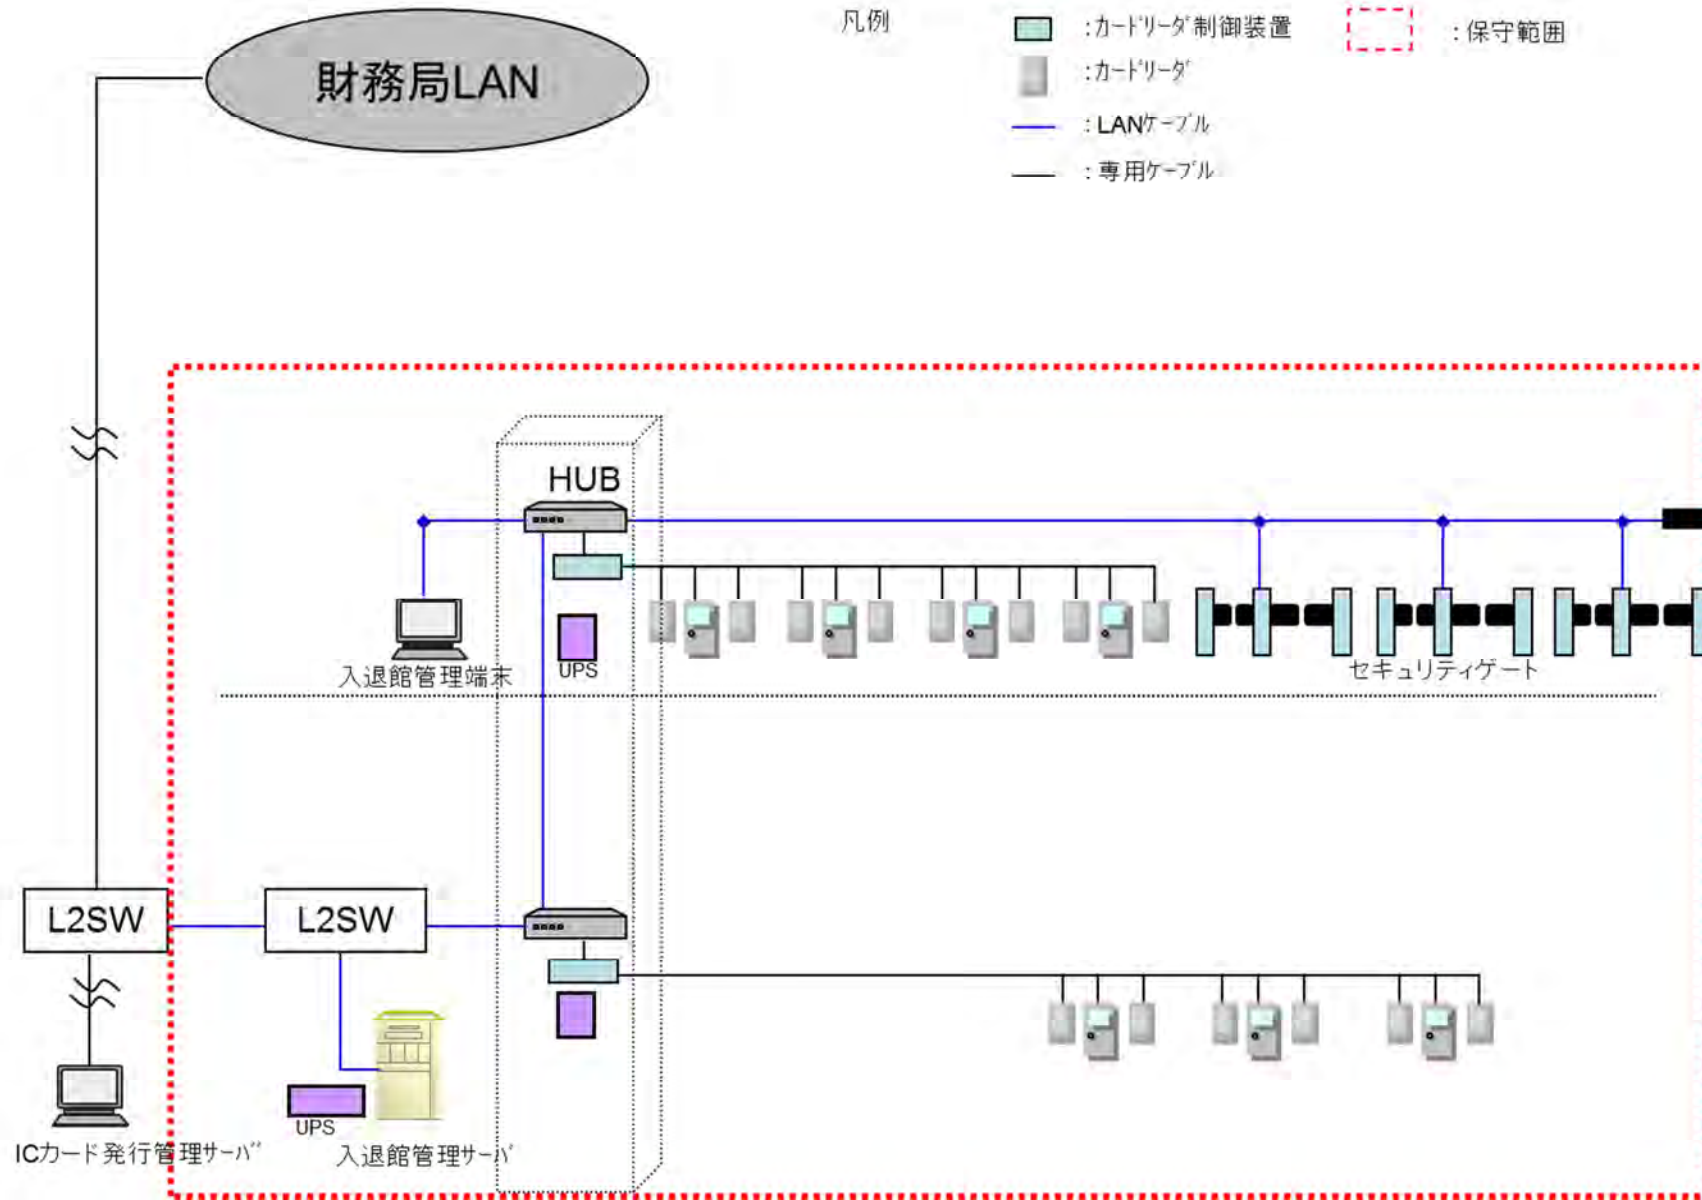 凡例
:カードリーダ制御装置
:保守範囲
:カードリーダ
:LANケーブル
:専用ケーブル
財務局LAN
HUB
入退館管理端末
UPS
セキュリティゲート
L2SW
L2SW
UPS
ICカード発行管理サーバ
入退館管理サーバ